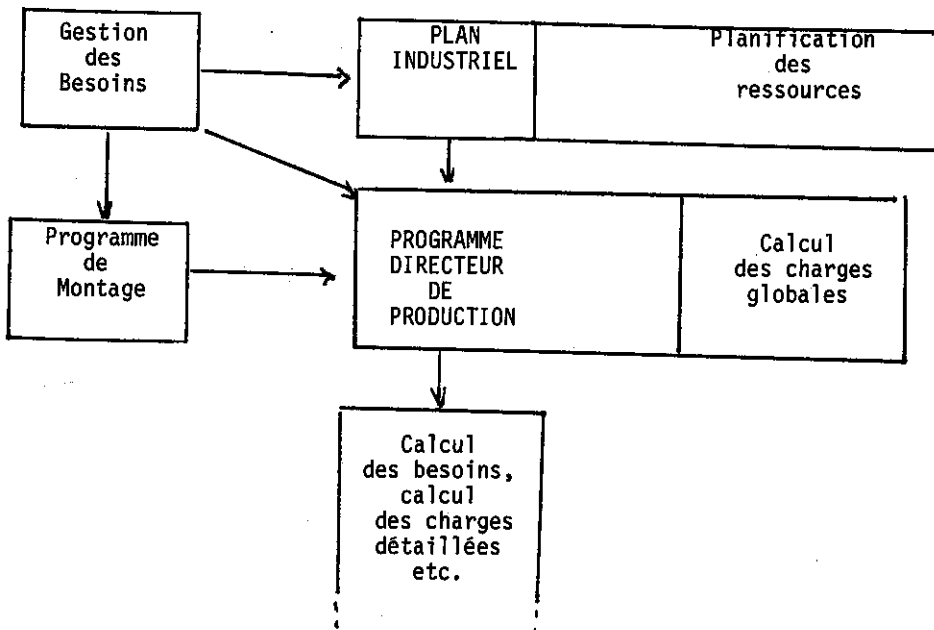 Gestion
des
Besoins
PLAN
INDUSTRIEL
Planification
des
ressources
Programme
de
Montage
PROGRAMME
DIRECTEUR
DE
PRODUCTION
Calcul
des charges
globales
Calcul
des besoins,
calcul
des charges
détaillées
etc.